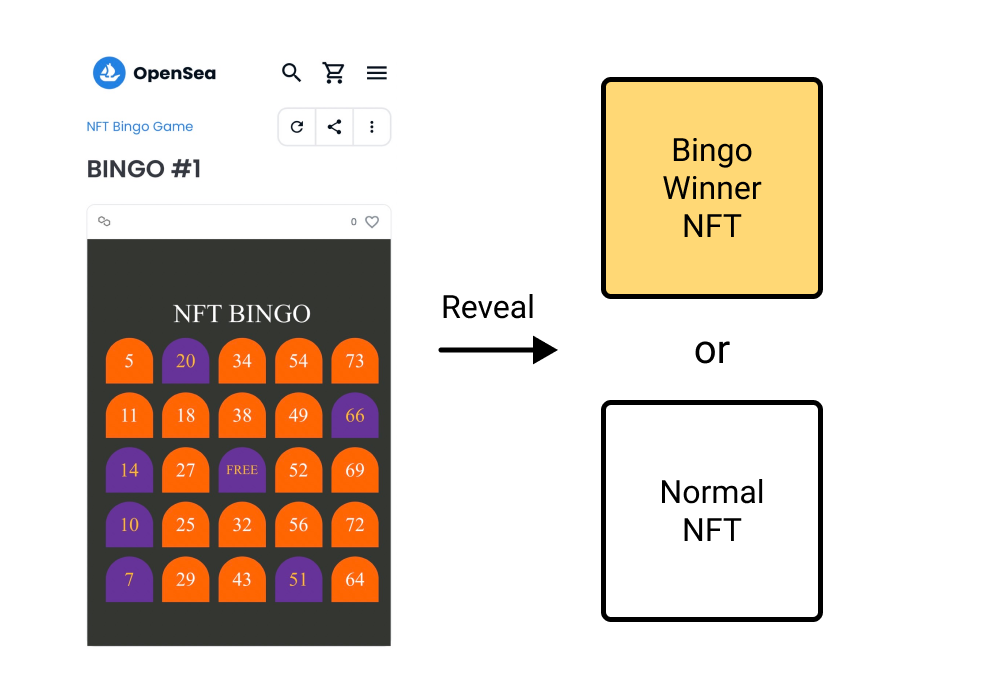 OpenSea
NFT Bingo Game
BINGO #1
0
NFT BINGO
5 20 34 54 73
11 18 38 49 66
14 27 FREE 52 69
10 25 32 56 72
7 29 43 51 64
Reveal
Bingo
Winner
NFT
or
Normal
NFT